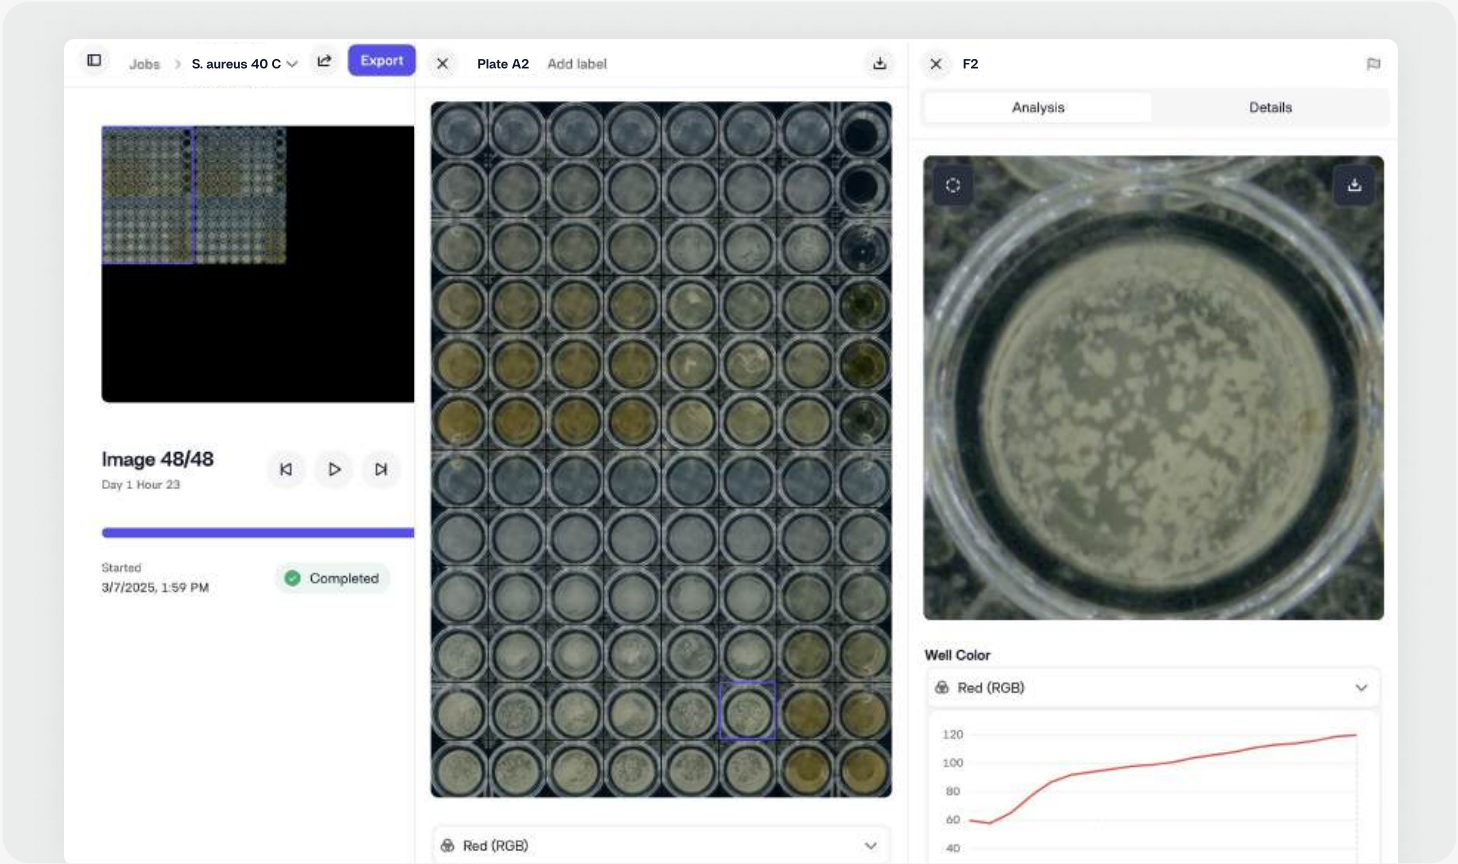 Jobs > S. aureus 40 C
Export
Image 48/48
Day 1 Hour 23
Started
3/7/2025, 1:59 PM
Completed
Plate A2 Add label
Red (RGB)
F2
Analysis Details
Well Color
Red (RGB)
120
100
80
60
40